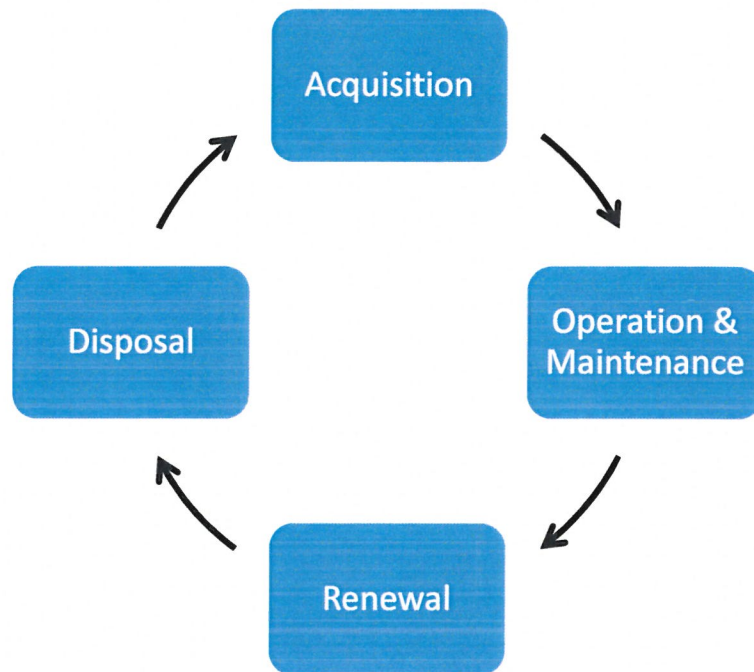 Acquisition
Operation &
Maintenance
Renewal
Disposal